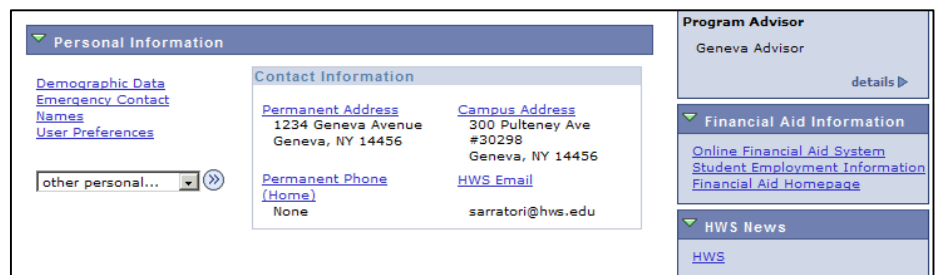 Personal Information
Demographic Data
Emergency Contact
Names
User Preferences
other personal...
Contact Information
Permanent Address
1234 Geneva Avenue
Geneva, NY 14456
Campus Address
300 Pulteney Ave
#30298
Geneva, NY 14456
Permanent Phone
(Home)
None
HWS Email
sarratori@hws.edu
Program Advisor
Geneva Advisor
details
Financial Aid Information
Online Financial Aid System
Student Employment Information
Financial Aid Homepage
HWS News
HWS